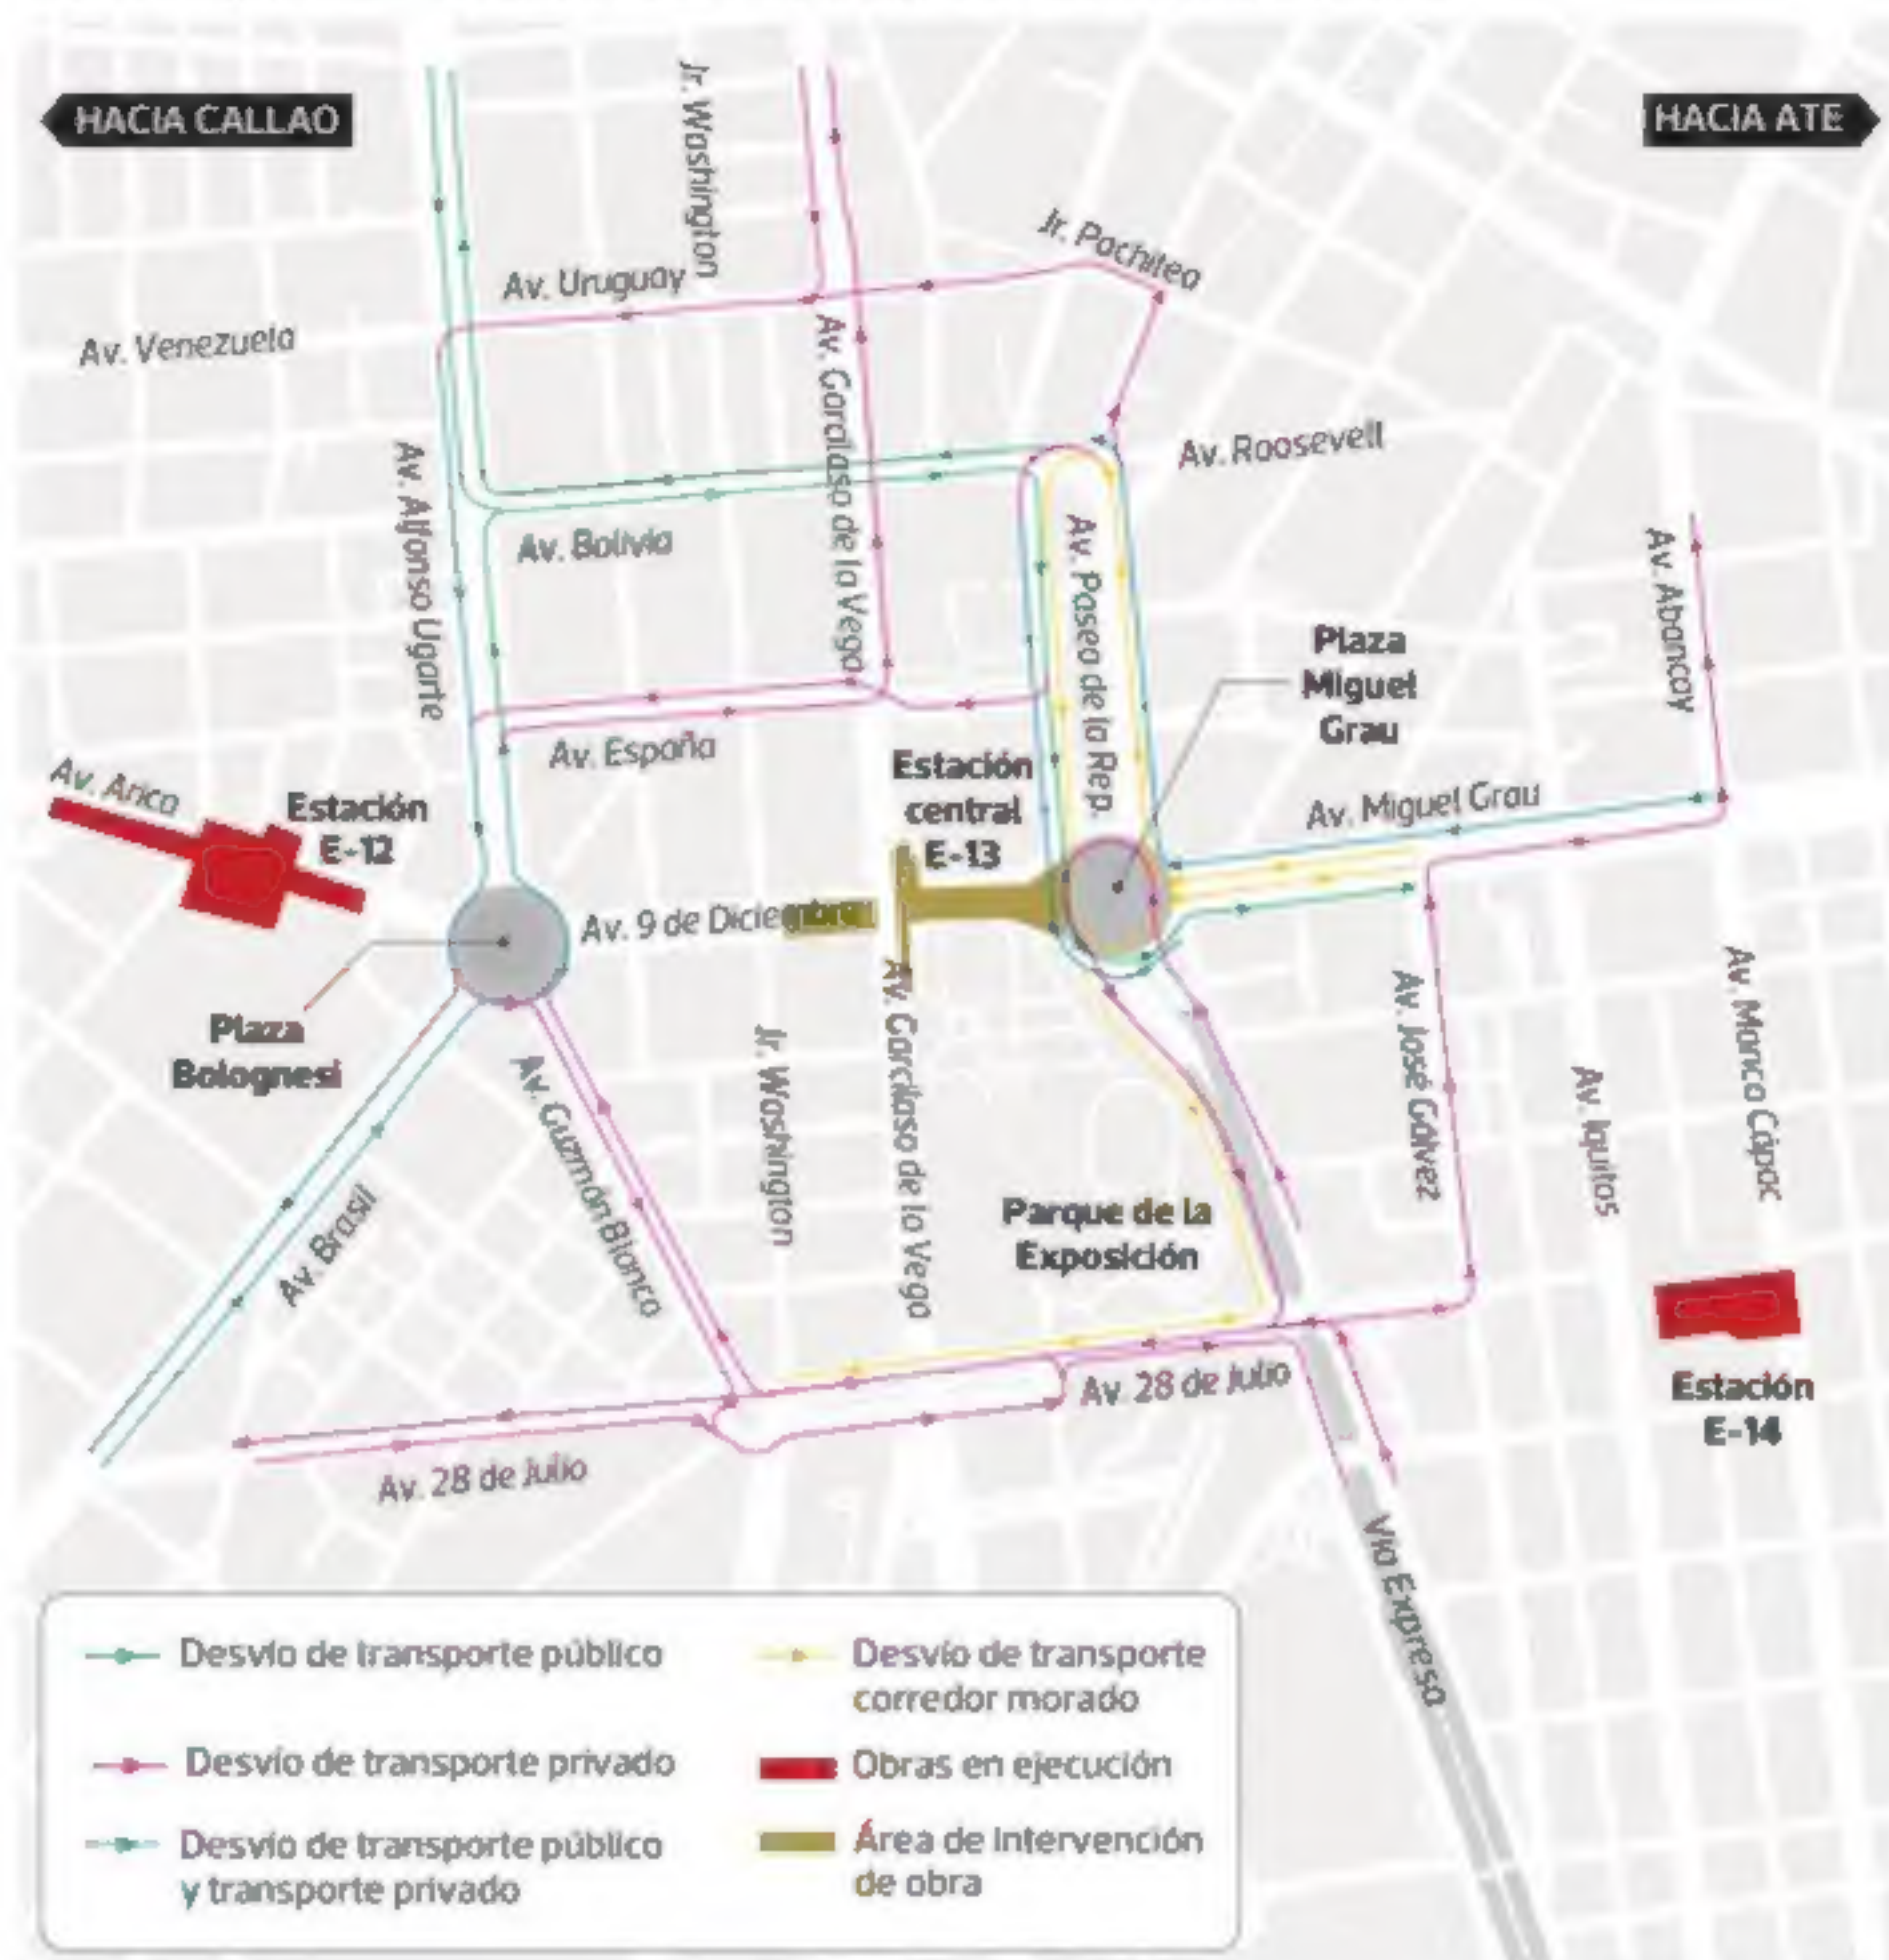 HACIA CALLAO
HACIA ATE
Jr. Washington
Jr. Pachitea
Av. Uruguay
Av. Venezuela
Av. Garcilaso de la Vega
Av. Roosevelt
Av. Alfonso Ugarte
Av. Bolivia
Av. Paseo de la Rep.
Av. Abancay
Plaza
Miguel
Grau
Av. España
Estación
central
E-13
Av. Arica
Estación
E-12
Av. Miguel Grau
Av. 9 de Diciembre
Plaza
Bolognesi
Av. Guzmán Blanco
Jr. Washington
Av. Garcilaso de la Vega
Av. José Gálvez
Av. Iquitos
Av. Manco Cápac
Av. Brasil
Parque de la
Exposición
Av. 28 de Julio
Estación
E-14
Av. 28 de Julio
Vía Expresa
Desvío de transporte público
Desvío de transporte privado
Desvío de transporte público
y transporte privado
Desvío de transporte
corredor morado
Obras en ejecución
Área de Intervención
de obra